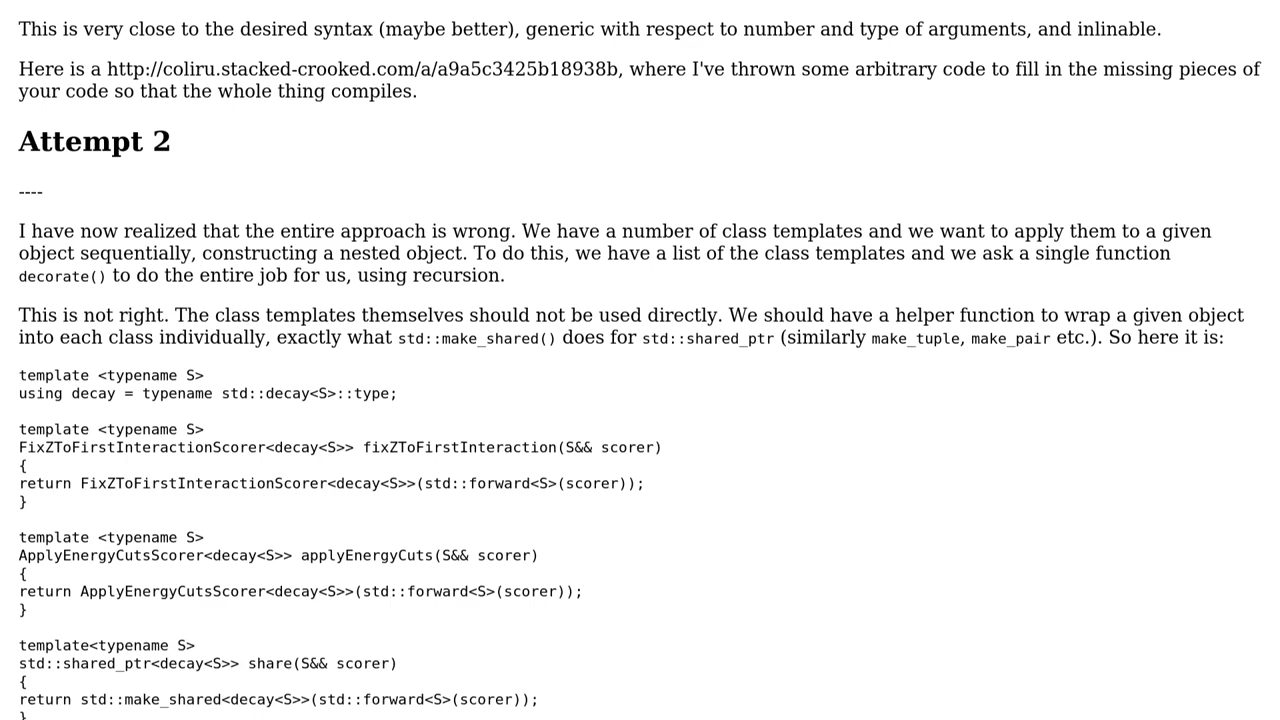 This is very close to the desired syntax (maybe better), generic with respect to number and type of arguments, and inlinable.
Here is a http://coliru.stacked-crooked.com/a/a9a5c3425b18938b, where I've thrown some arbitrary code to fill in the missing pieces of
your code so that the whole thing compiles.
Attempt 2
----
I have now realized that the entire approach is wrong. We have a number of class templates and we want to apply them to a given
object sequentially, constructing a nested object. To do this, we have a list of the class templates and we ask a single function
decorate() to do the entire job for us, using recursion.
This is not right. The class templates themselves should not be used directly. We should have a helper function to wrap a given object
into each class individually, exactly what std::make_shared() does for std::shared_ptr (similarly make_tuple, make_pair etc.). So here it is:
template <typename S>
using decay = typename std::decay<S>::type;
template <typename S>
FixZToFirstInteractionScorer<decay<S>> fixZToFirstInteraction(S&& scorer)
{
return FixZToFirstInteractionScorer<decay<S>>(std::forward<S>(scorer));
}
template <typename S>
ApplyEnergyCutsScorer<decay<S>> applyEnergyCuts(S&& scorer)
{
return ApplyEnergyCutsScorer<decay<S>>(std::forward<S>(scorer));
}
template<typename S>
std::shared_ptr<decay<S>> share(S&& scorer)
{
return std::make_shared<decay<S>>(std::forward<S>(scorer));
}